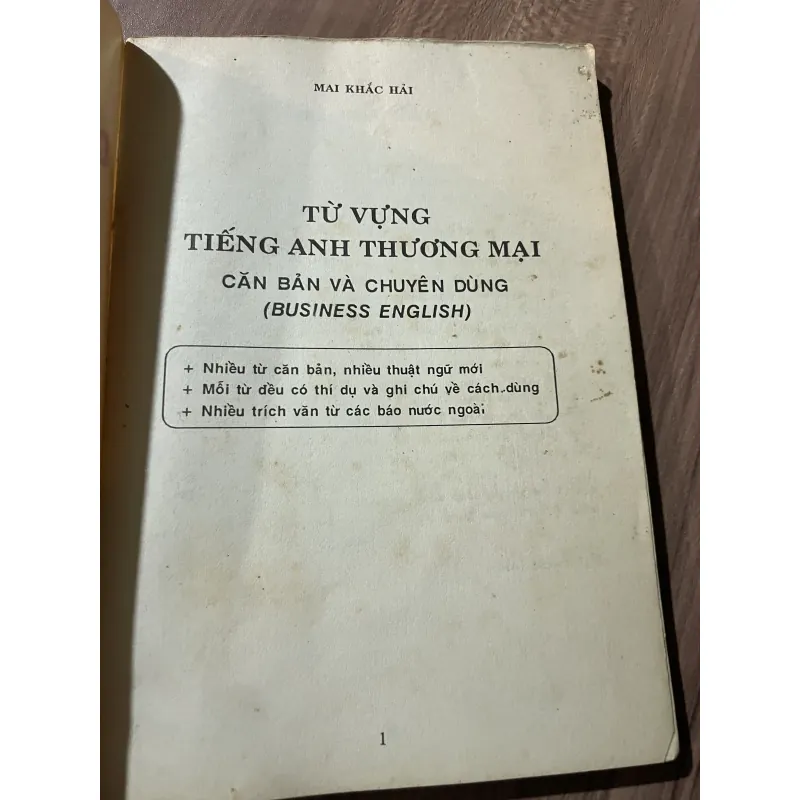 MAI KHẮC HẢI
TỪ VỰNG
TIẾNG ANH THƯƠNG MẠI
CĂN BẢN VÀ CHUYÊN DÙNG
(BUSINESS ENGLISH)
+ Nhiều từ căn bản, nhiều thuật ngữ mới
+ Mỗi từ đều có thí dụ và ghi chú về cách dùng
+ Nhiều trích văn từ các báo nước ngoài
1